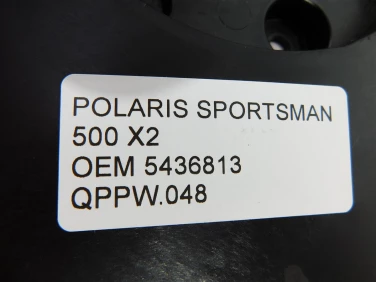 POLARIS SPORTSMAN
500 X2
OEM 5436813
QPPW.048